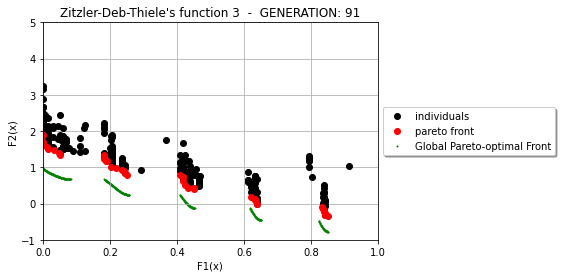 Zitzler-Deb-Thiele's function 3 - GENERATION: 91
5
4
3
2
1
0
−1
F2(x)
0.0 0.2 0.4 0.6 0.8 1.0
F1(x)
individuals
pareto front
Global Pareto-optimal Front